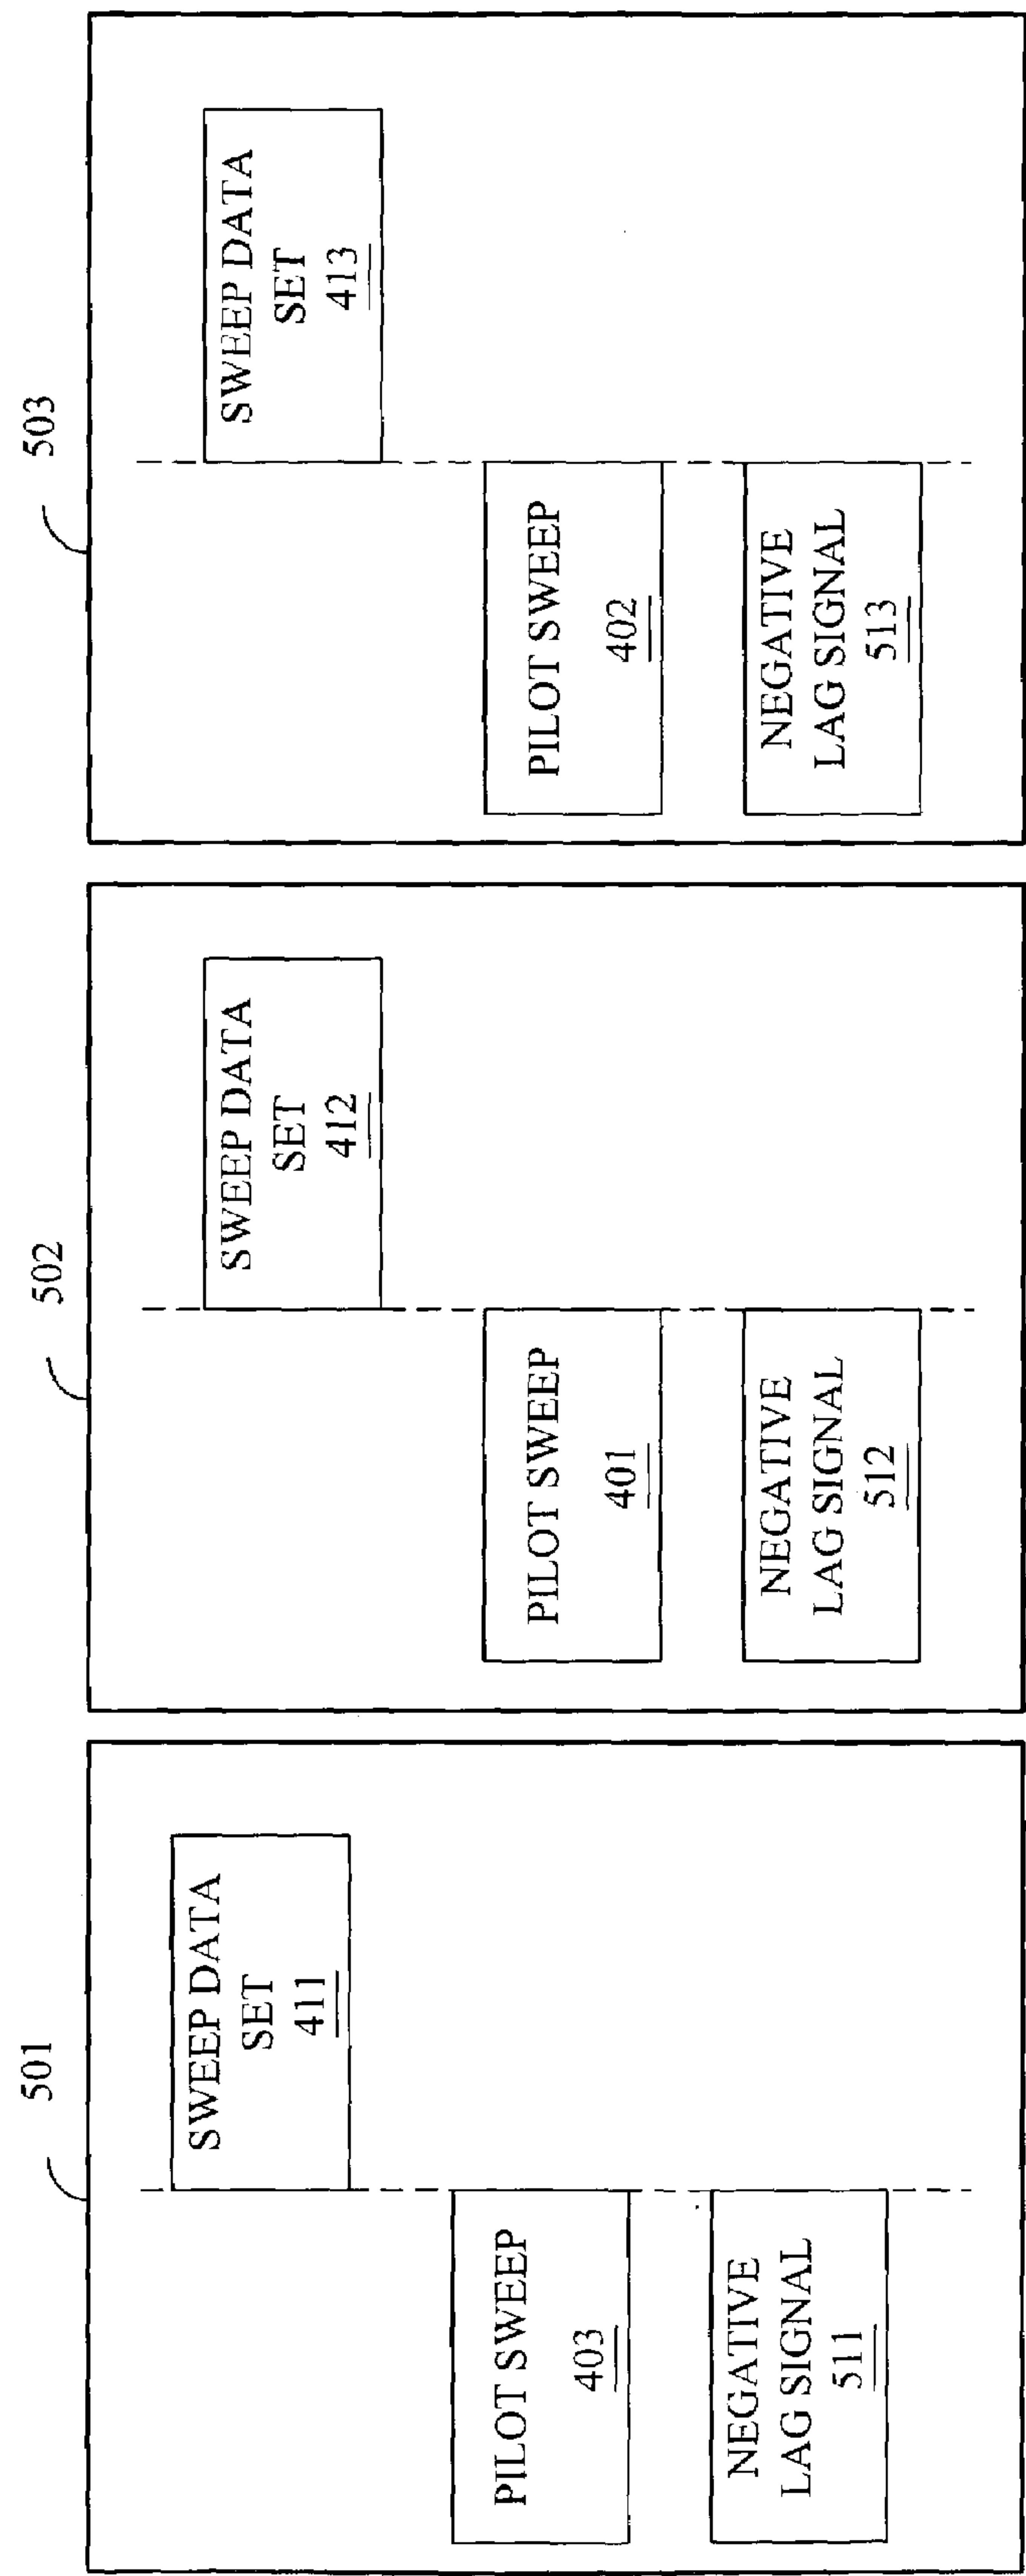 501
SWEEP DATA
SET
411
PILOT SWEEP
403
NEGATIVE
LAG SIGNAL
511
502
SWEEP DATA
SET
412
PILOT SWEEP
401
NEGATIVE
LAG SIGNAL
512
503
SWEEP DATA
SET
413
PILOT SWEEP
402
NEGATIVE
LAG SIGNAL
513